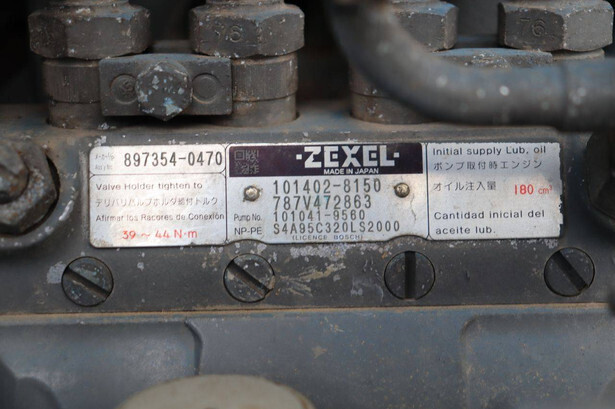 76
76
897354-0470
Valve Holder tighten to
デリバリバルブホルダ締付トルク
Afirmar los Racores de Conexión
39 ~ 44 N·m
·ZEXEL·
MADE IN JAPAN
101402-8150
787V472863
Pump No. 101041-9560
NP-PE S4A95C320LS2000
(LICENCE BOSCH)
Initial supply Lub, oil
ポンプ取付時エンジン
オイル注入量 180 cm³
Cantidad inicial del
aceite lub.